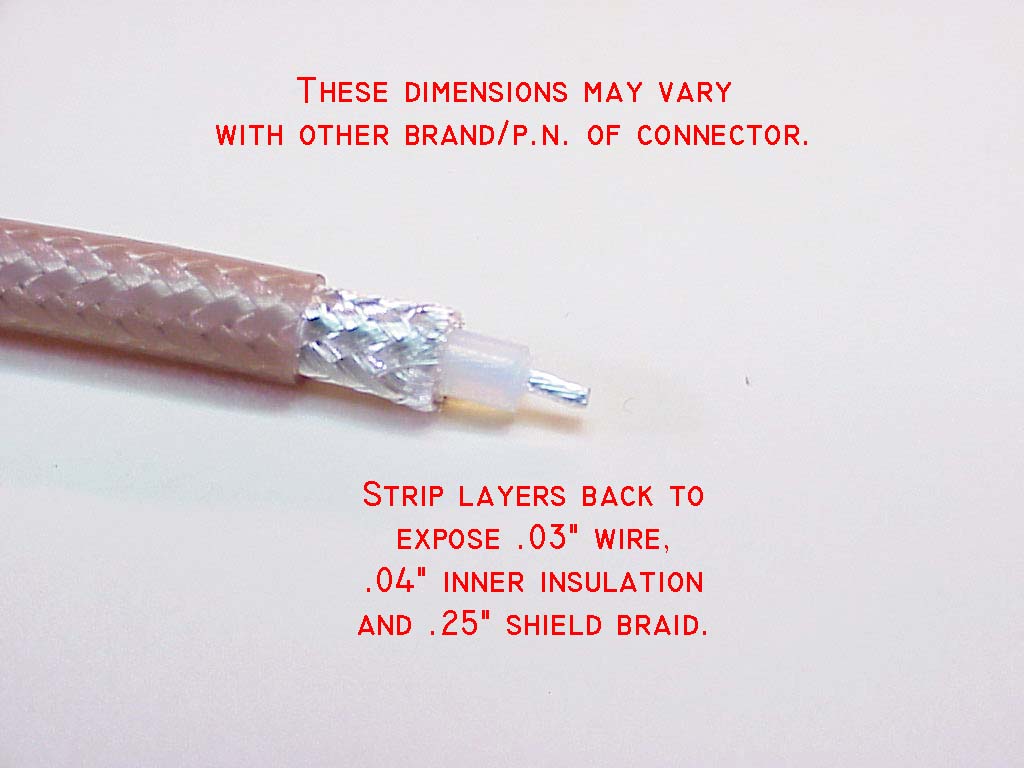 THESE DIMENSIONS MAY VARY
WITH OTHER BRAND/P.N. OF CONNECTOR.
STRIP LAYERS BACK TO
EXPOSE .03" WIRE,
.04" INNER INSULATION
AND .25" SHIELD BRAID.